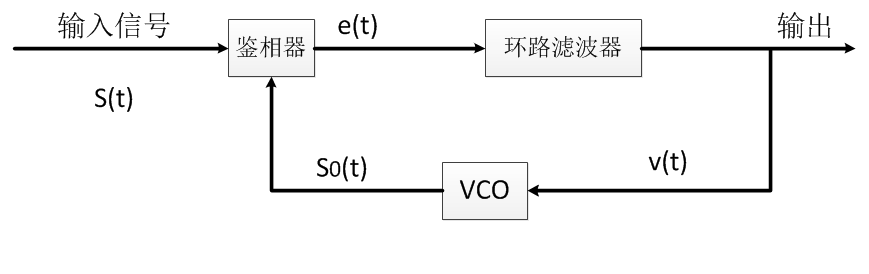 输入信号
鉴相器
e(t)
环路滤波器
输出
S(t)
S0(t)
VCO
v(t)